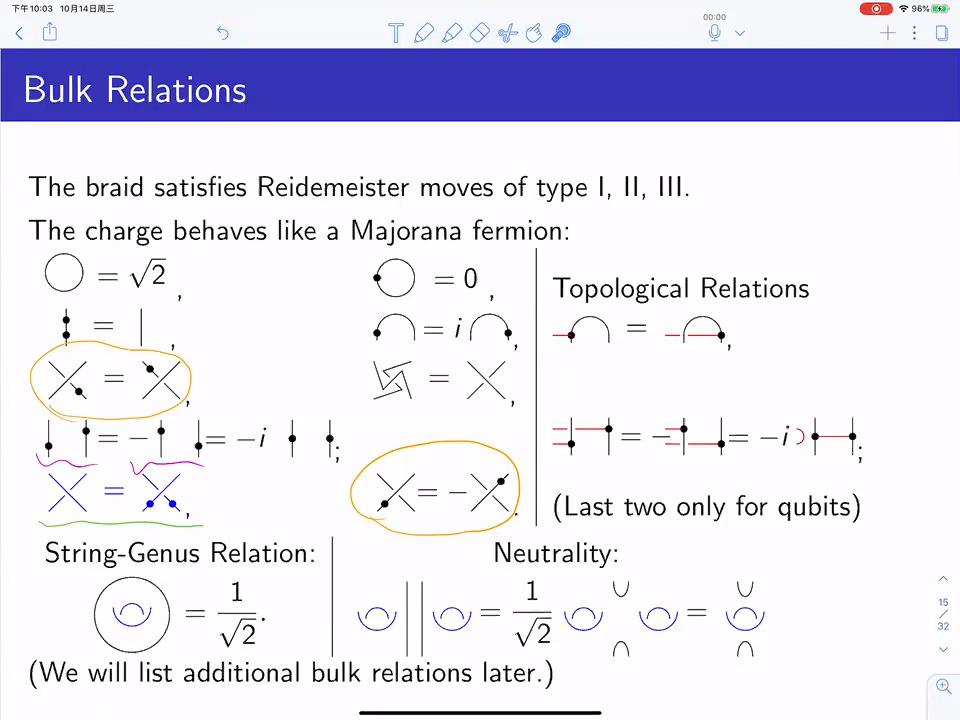 下午10:03 10月14日周三
96%
00:00
Bulk Relations
The braid satisfies Reidemeister moves of type I, II, III.
The charge behaves like a Majorana fermion:
= √2 ,
= 0 ,
Topological Relations
= ,
= i ,
= ,
= ,
= ,
= − = −i ;
= − = −i ;
= ,
= − .
(Last two only for qubits)
String-Genus Relation:
Neutrality:
= 1/√2.
= 1/√2 =
(We will list additional bulk relations later.)
15
/
32